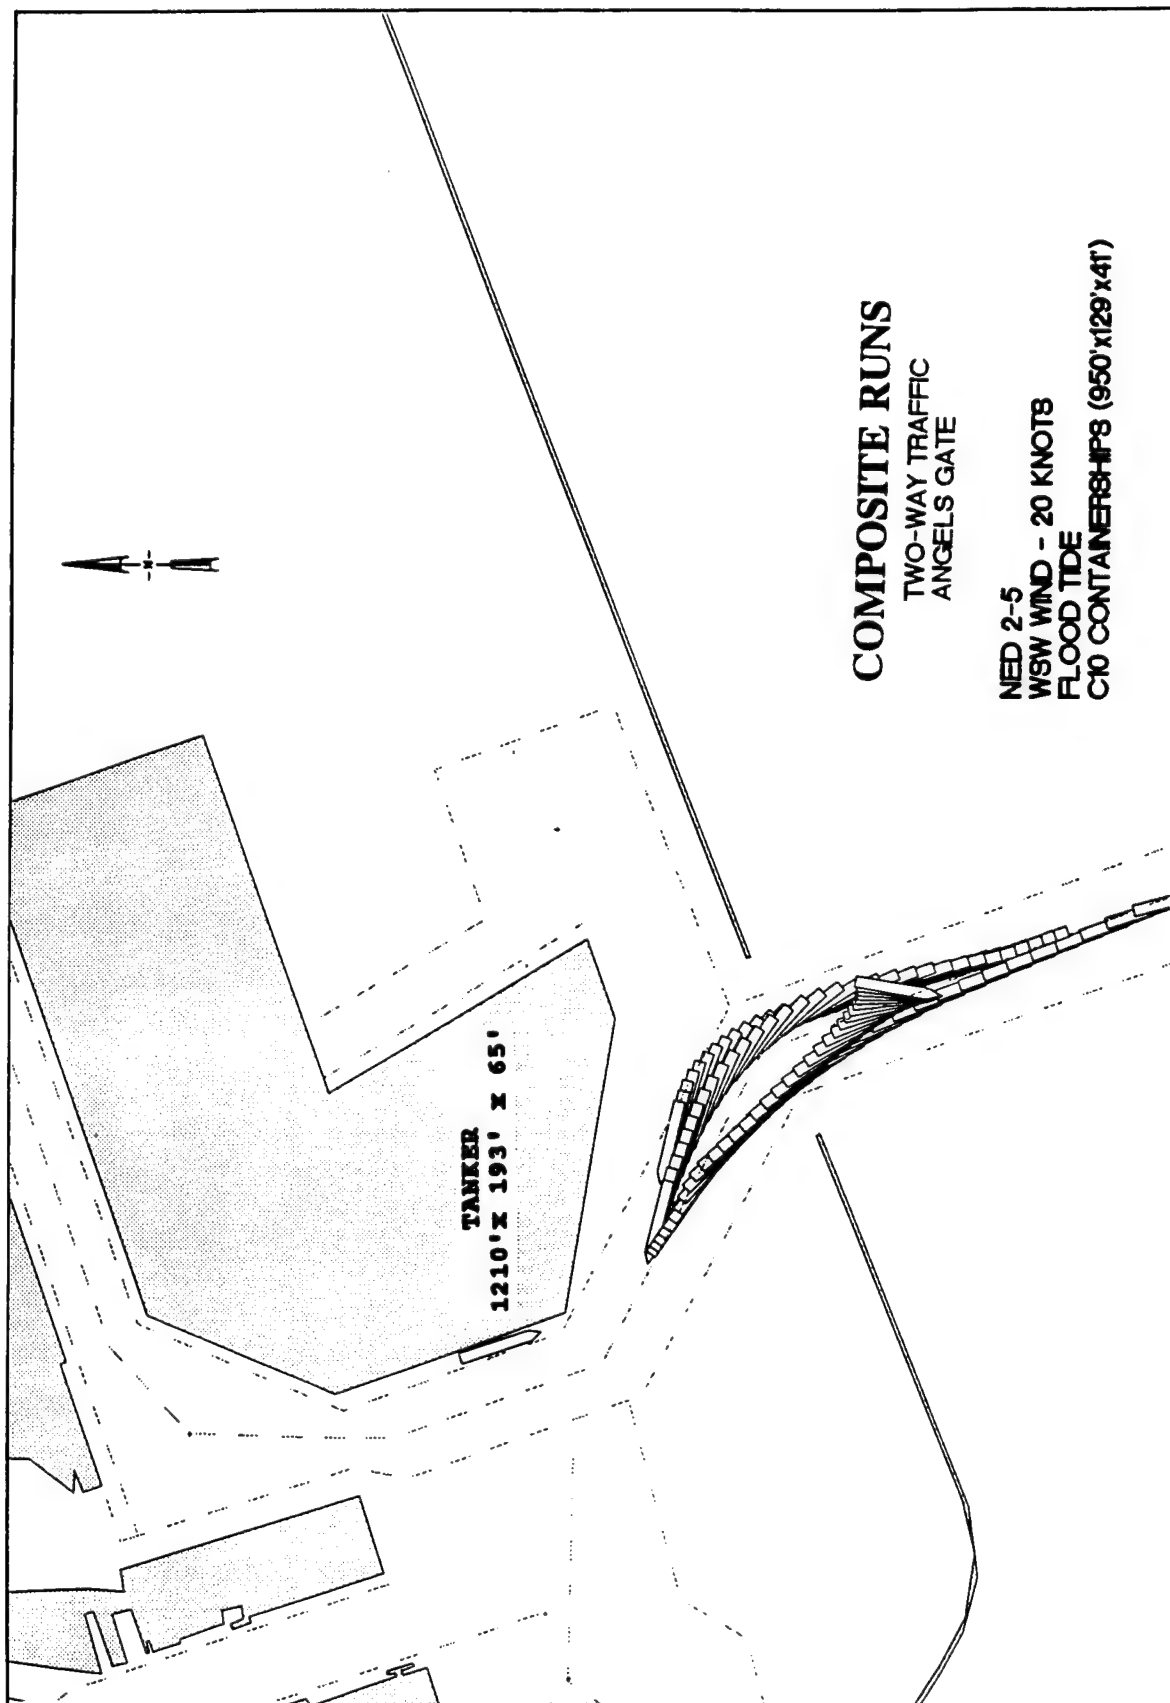 TANKER
1210'X 193' X 65'
COMPOSITE RUNS
TWO-WAY TRAFFIC
ANGELS GATE
NED 2-5
WSW WIND - 20 KNOTS
FLOOD TIDE
C10 CONTAINERSHIPS (950'x129'x41')